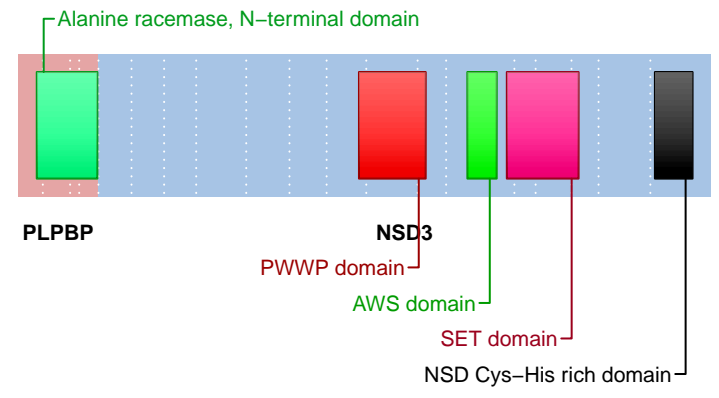 Alanine racemase, N−terminal domain
PLPBP
NSD3
PWWP domain
AWS domain
SET domain
NSD Cys−His rich domain